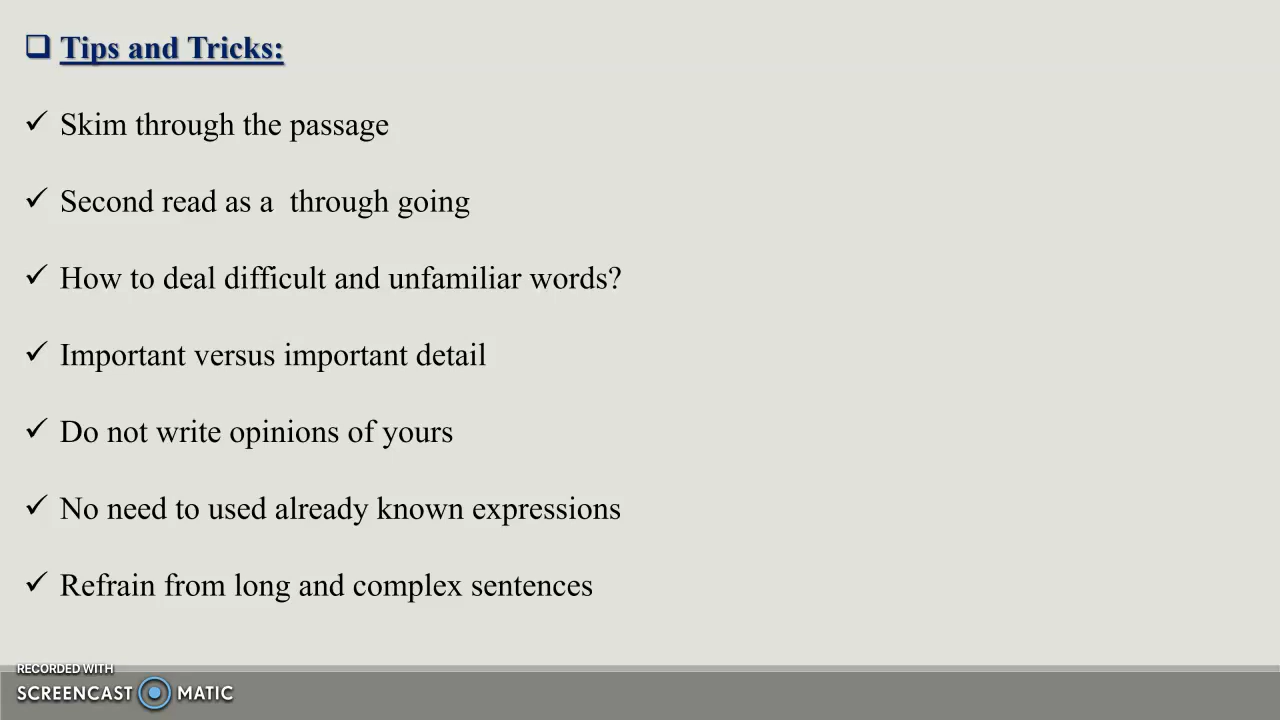 Tips and Tricks:
Skim through the passage
Second read as a through going
How to deal difficult and unfamiliar words?
Important versus important detail
Do not write opinions of yours
No need to used already known expressions
Refrain from long and complex sentences
RECORDED WITH
SCREENCAST MATIC